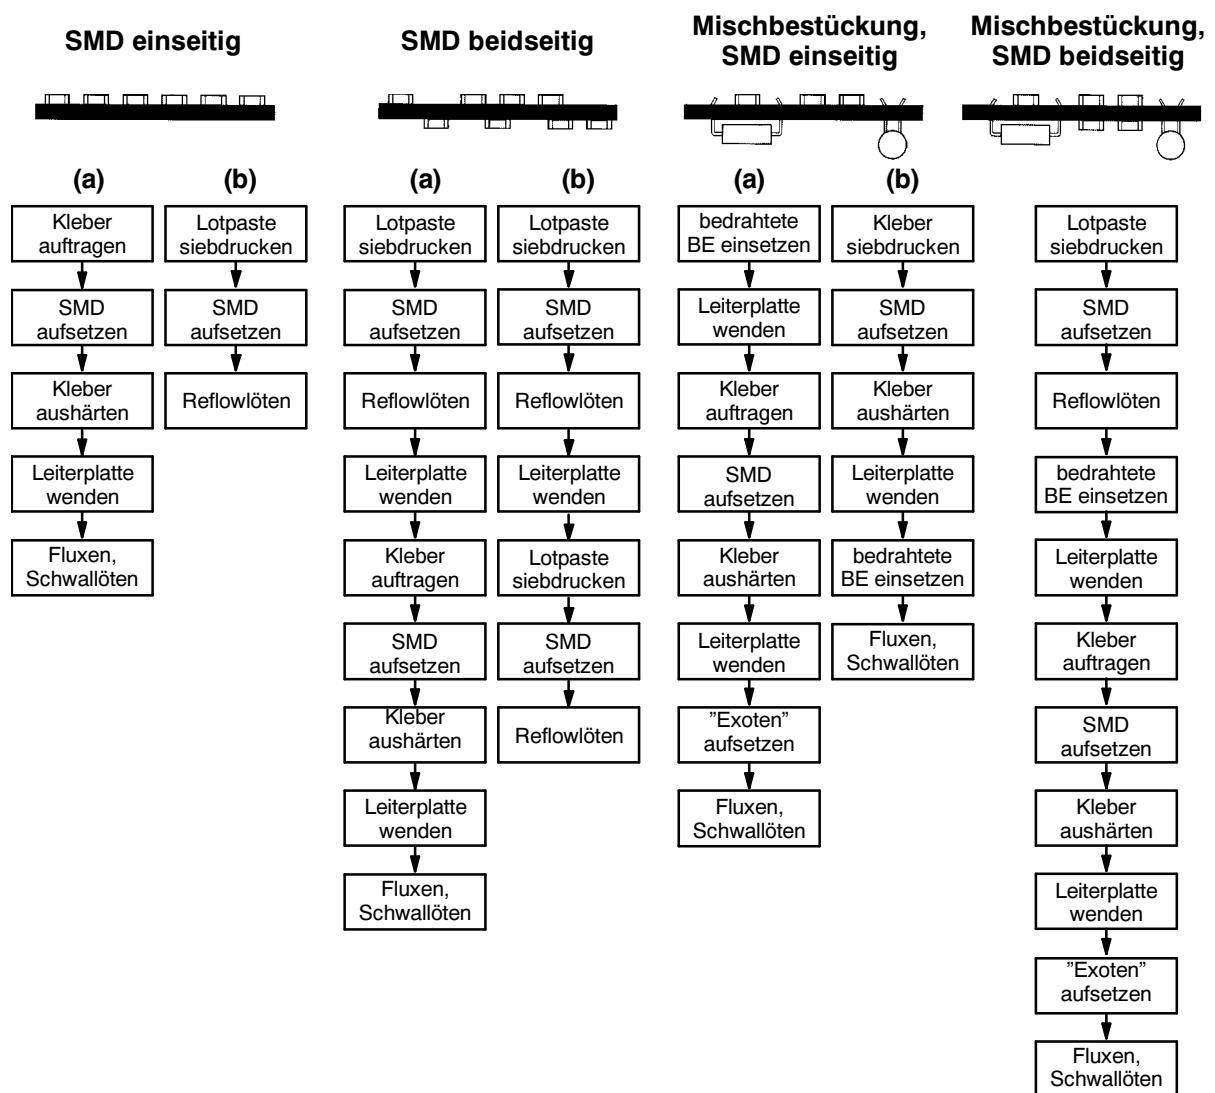 SMD einseitig
(a)
Kleber
auftragen
SMD
aufsetzen
Kleber
aushärten
Leiterplatte
wenden
Fluxen,
Schwallöten
(b)
Lotpaste
siebdrucken
SMD
aufsetzen
Reflowlöten
SMD beidseitig
(a)
Lotpaste
siebdrucken
SMD
aufsetzen
Reflowlöten
Leiterplatte
wenden
Kleber
auftragen
SMD
aufsetzen
Kleber
aushärten
Leiterplatte
wenden
Fluxen,
Schwallöten
(b)
Lotpaste
siebdrucken
SMD
aufsetzen
Reflowlöten
Leiterplatte
wenden
Lotpaste
siebdrucken
SMD
aufsetzen
Reflowlöten
Mischbestückung,
SMD einseitig
(a)
bedrahtete
BE einsetzen
Leiterplatte
wenden
Kleber
auftragen
SMD
aufsetzen
Kleber
aushärten
Leiterplatte
wenden
”Exoten”
aufsetzen
Fluxen,
Schwallöten
(b)
Kleber
siebdrucken
SMD
aufsetzen
Kleber
aushärten
Leiterplatte
wenden
bedrahtete
BE einsetzen
Fluxen,
Schwallöten
Mischbestückung,
SMD beidseitig
Lotpaste
siebdrucken
SMD
aufsetzen
Reflowlöten
bedrahtete
BE einsetzen
Leiterplatte
wenden
Kleber
auftragen
SMD
aufsetzen
Kleber
aushärten
Leiterplatte
wenden
”Exoten”
aufsetzen
Fluxen,
Schwallöten